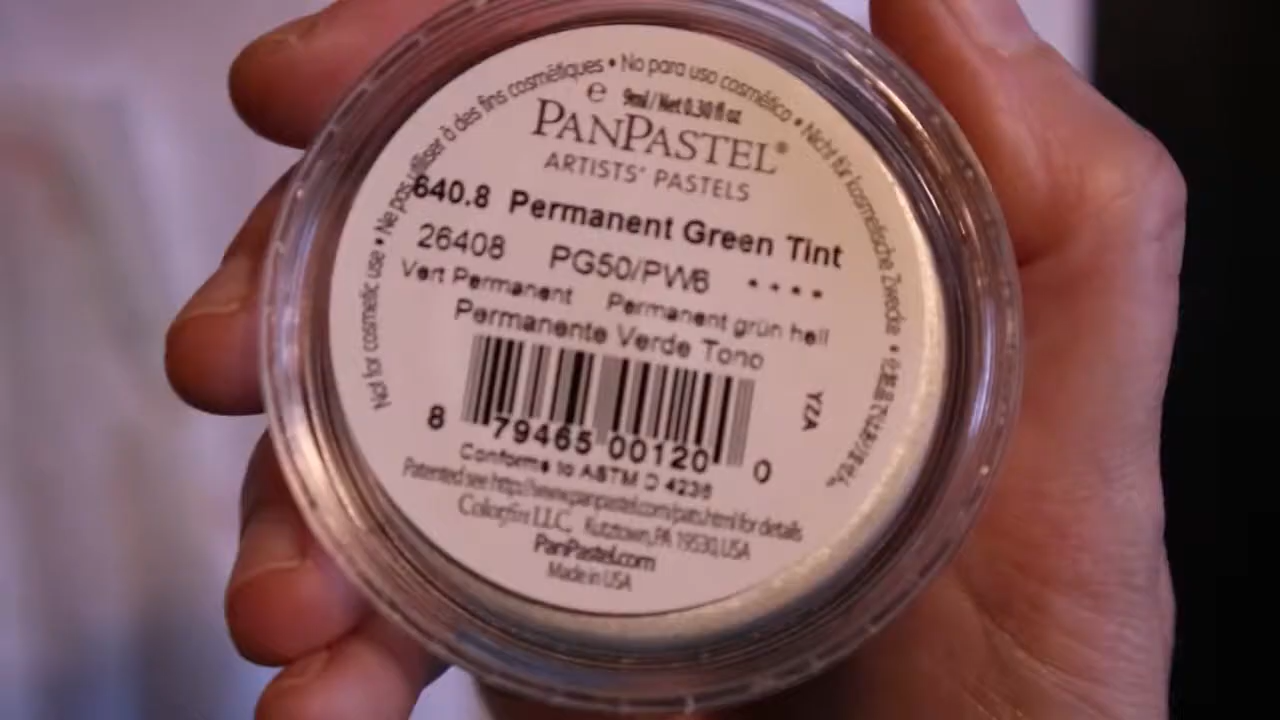 Not for cosmetic use • Ne pas utiliser à des fins cosmétiques • No para uso cosmético • Nicht für kosmetische Zwecke •
e 9ml / Net 0.30 fl oz
PANPASTEL®
ARTISTS' PASTELS
640.8 Permanent Green Tint
26408 PG50/PW6 ••••
Vert Permanent Permanent grün hell
Permanente Verde Tono
YZA
8 79465 00120 0
Conforms to ASTM D 4236
Patented see http://www.panpastel.com/pats.html for details
Colorfin LLC Kutztown, PA 19530, USA
PanPastel.com
Made in USA